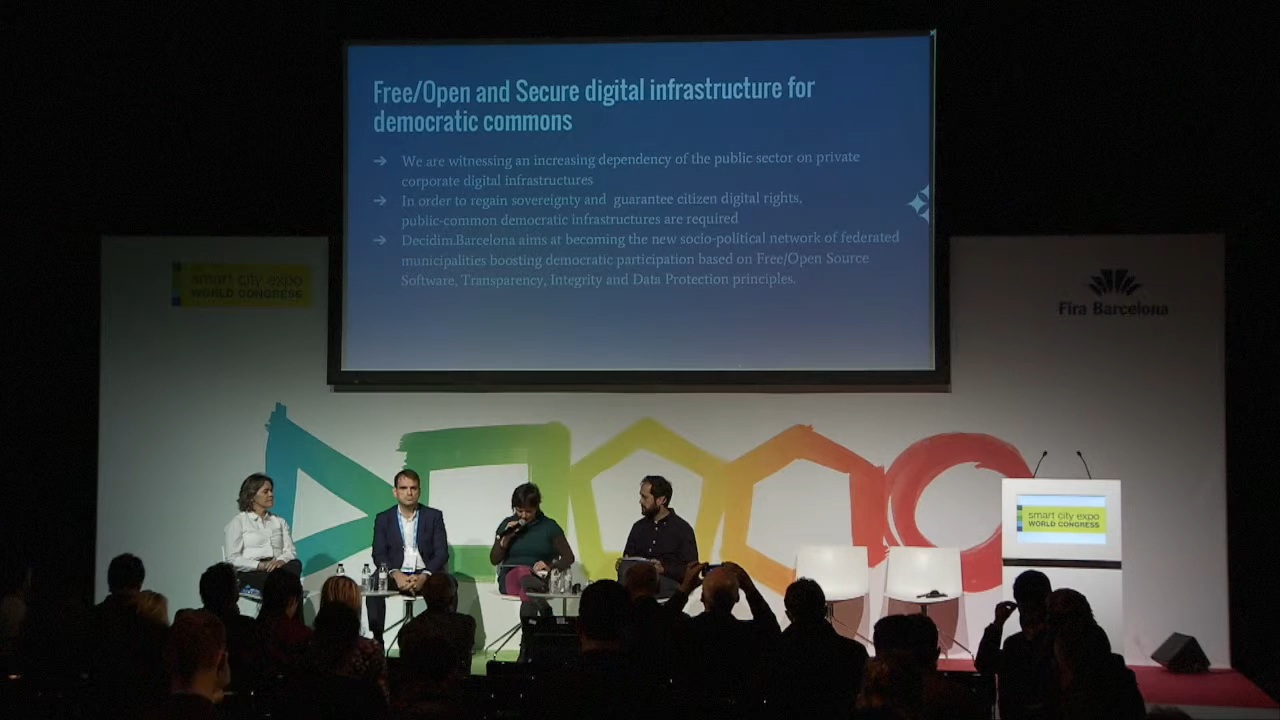 Free/Open and Secure digital infrastructure for
democratic commons
➔ We are witnessing an increasing dependency of the public sector on private
corporate digital infrastructures
➔ In order to regain sovereignty and guarantee citizen digital rights,
public-common democratic infrastructures are required
➔ Decidim.Barcelona aims at becoming the new socio-political network of federated
municipalities boosting democratic participation based on Free/Open Source
Software, Transparency, Integrity and Data Protection principles.
smart city expo
WORLD CONGRESS
Fira Barcelona
smart city expo
WORLD CONGRESS